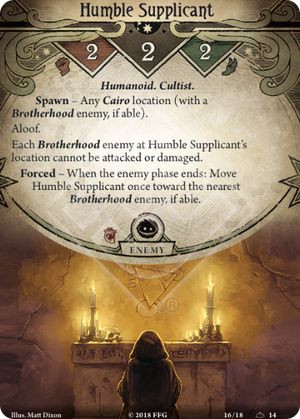 Humble Supplicant
2 2 2
Humanoid. Cultist.
Spawn – Any Cairo location (with a
Brotherhood enemy, if able).
Aloof.
Each Brotherhood enemy at Humble Supplicant's
location cannot be attacked or damaged.
Forced – When the enemy phase ends: Move
Humble Supplicant once toward the nearest
Brotherhood enemy, if able.
ENEMY
®
Illus. Matt Dixon © 2018 FFG 16/18 14